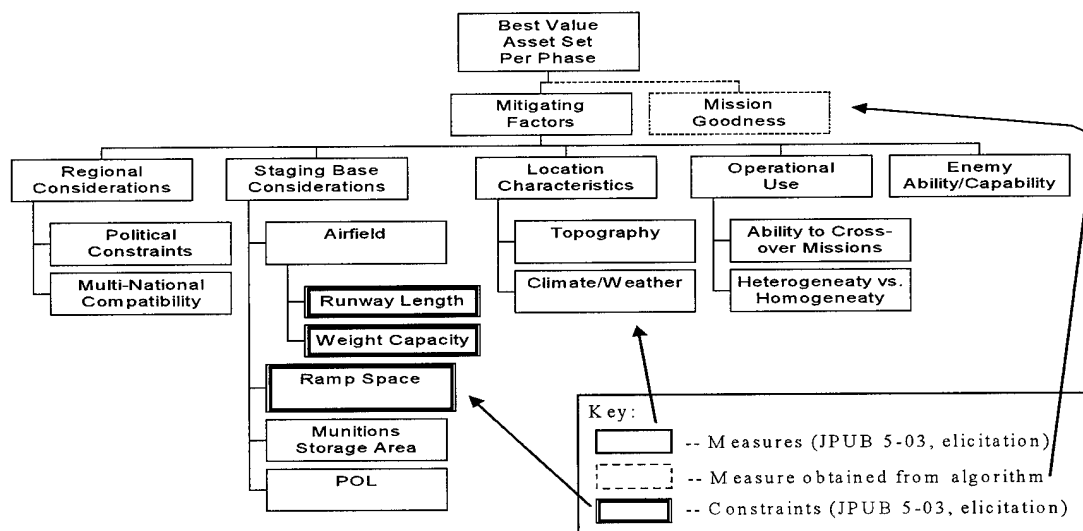 Best Value
Asset Set
Per Phase
Mitigating
Factors
Mission
Goodness
Regional
Considerations
Staging Base
Considerations
Location
Characteristics
Operational
Use
Enemy
Ability/Capability
Political
Constraints
Multi-National
Compatibility
Airfield
Runway Length
Weight Capacity
Ramp Space
Munitions
Storage Area
POL
Topography
Climate/Weather
Ability to Cross-
over Missions
Heterogeneaty vs.
Homogeneaty
Key:
-- Measures (JPUB 5-03, elicitation)
-- Measure obtained from algorithm
-- Constraints (JPUB 5-03, elicitation)